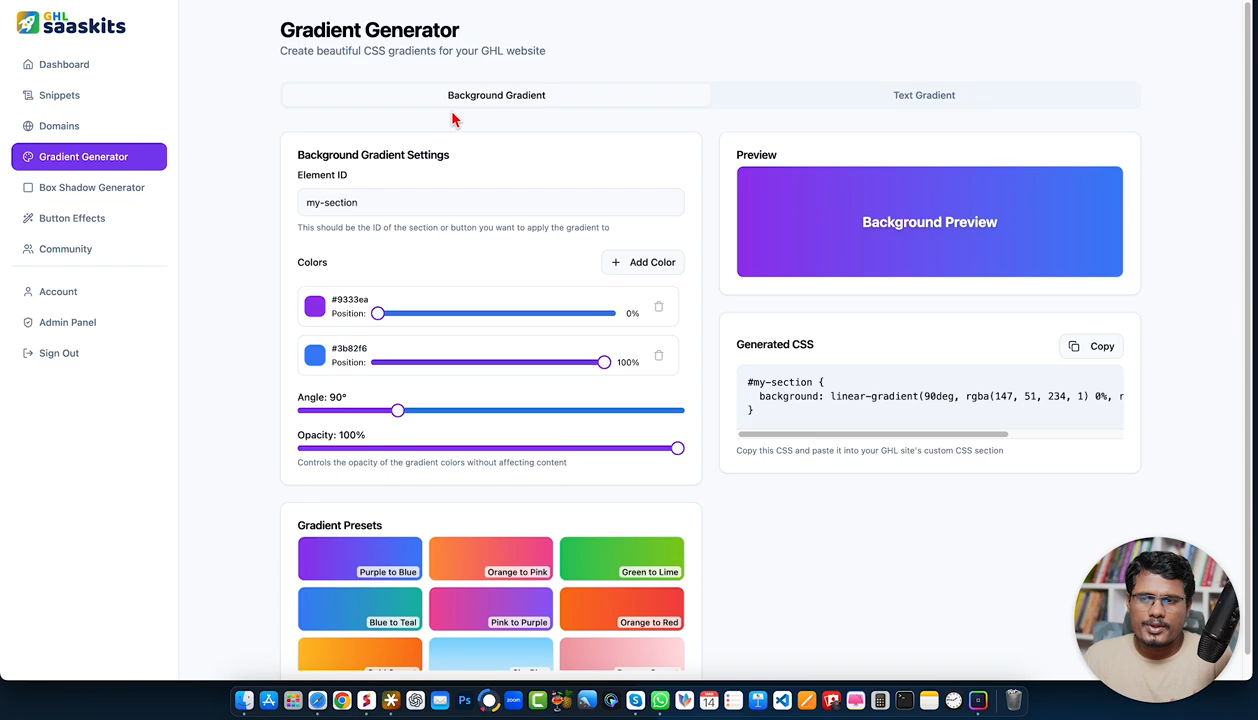 GHL
saaskits
Dashboard
Snippets
Domains
Gradient Generator
Box Shadow Generator
Button Effects
Community
Account
Admin Panel
Sign Out
Gradient Generator
Create beautiful CSS gradients for your GHL website
Background Gradient
Text Gradient
Background Gradient Settings
Element ID
my-section
This should be the ID of the section or button you want to apply the gradient to
Colors
+ Add Color
#9333ea
Position: 0%
#3b82f6
Position: 100%
Angle: 90°
Opacity: 100%
Controls the opacity of the gradient colors without affecting content
Gradient Presets
Purple to Blue
Orange to Pink
Green to Lime
Blue to Teal
Pink to Purple
Orange to Red
Preview
Background Preview
Generated CSS
Copy
#my-section {
background: linear-gradient(90deg, rgba(147, 51, 234, 1) 0%, r
}
Copy this CSS and paste it into your GHL site's custom CSS section
Ps
zoom
14